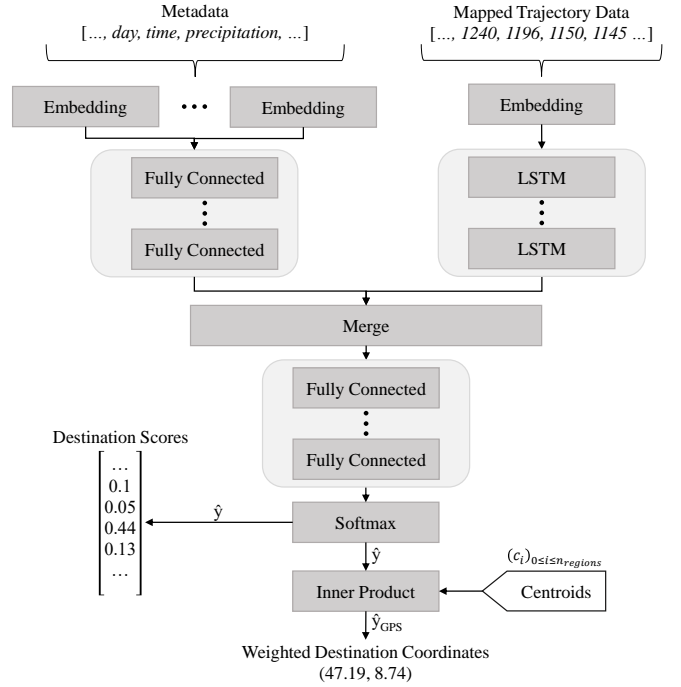 Metadata
[..., day, time, precipitation, ...]
Mapped Trajectory Data
[..., 1240, 1196, 1150, 1145 ...]
Embedding
...
Embedding
Embedding
Fully Connected
Fully Connected
LSTM
LSTM
Merge
Fully Connected
Fully Connected
Destination Scores
...
0.1
0.05
0.44
0.13
...
ŷ
Softmax
ŷ
(c_i)_{0≤i≤n_{regions}}
Inner Product
Centroids
ŷ_GPS
Weighted Destination Coordinates
(47.19, 8.74)